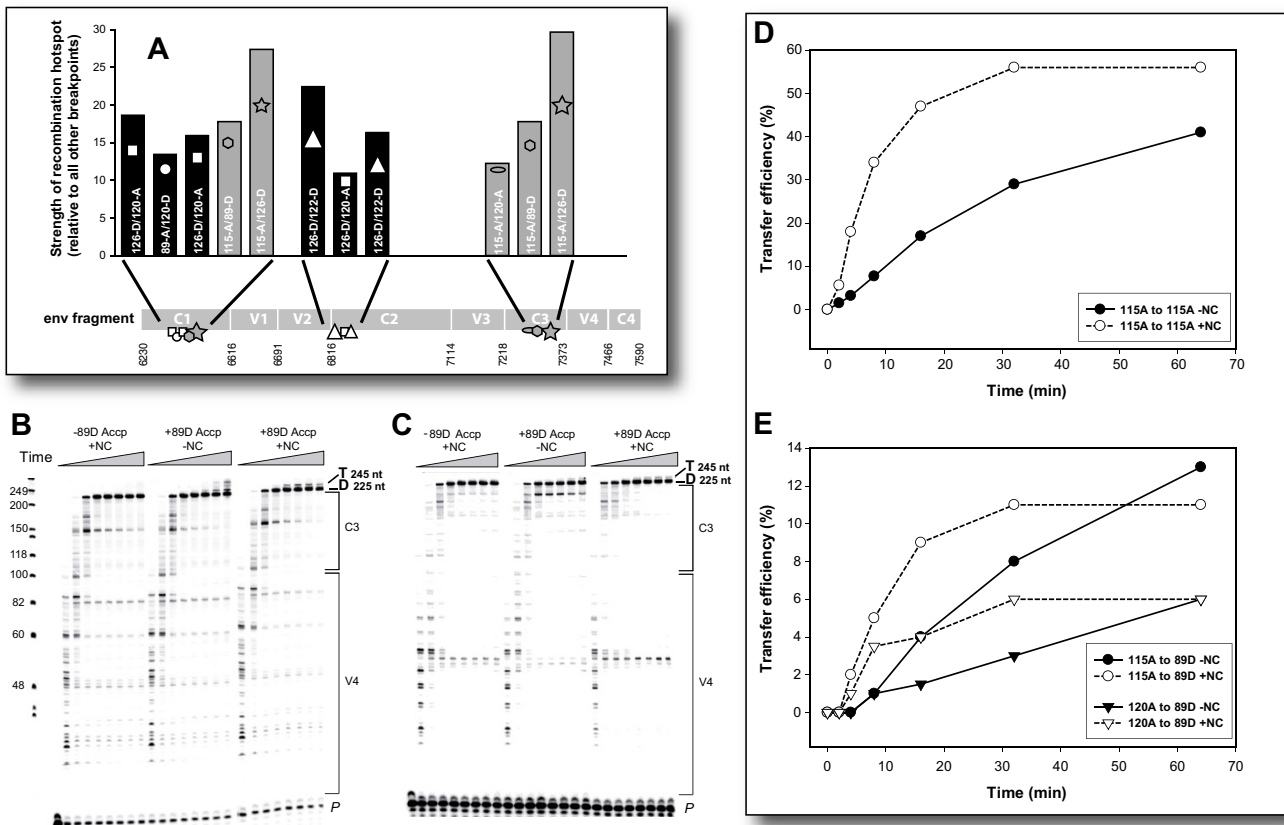 A
Strength of recombination hotspot
(relative to all other breakpoints)
30
25
20
15
10
5
0
126-D/120-A
89-A/120-D
126-D/120-A
115-A/89-D
115-A/126-D
126-D/122-D
126-D/120-A
126-D/122-D
115-A/120-A
115-A/89-D
115-A/126-D
env fragment
C1
V1
V2
C2
V3
C3
V4
C4
6230
6616
6691
6816
7114
7218
7373
7466
7590
B
-89D Accp
+NC
+89D Accp
-NC
+89D Accp
+NC
Time
T 245 nt
D 225 nt
249
200
150
118
100
82
60
48
C3
V4
P
C
-89D Accp
+NC
+89D Accp
-NC
+89D Accp
+NC
T 245 nt
D 225 nt
C3
V4
P
D
Transfer efficiency (%)
60
50
40
30
20
10
0
0 10 20 30 40 50 60 70
Time (min)
115A to 115A -NC
115A to 115A +NC
E
Transfer efficiency (%)
14
12
10
8
6
4
2
0
0 10 20 30 40 50 60 70
Time (min)
115A to 89D -NC
115A to 89D +NC
120A to 89D -NC
120A to 89D +NC